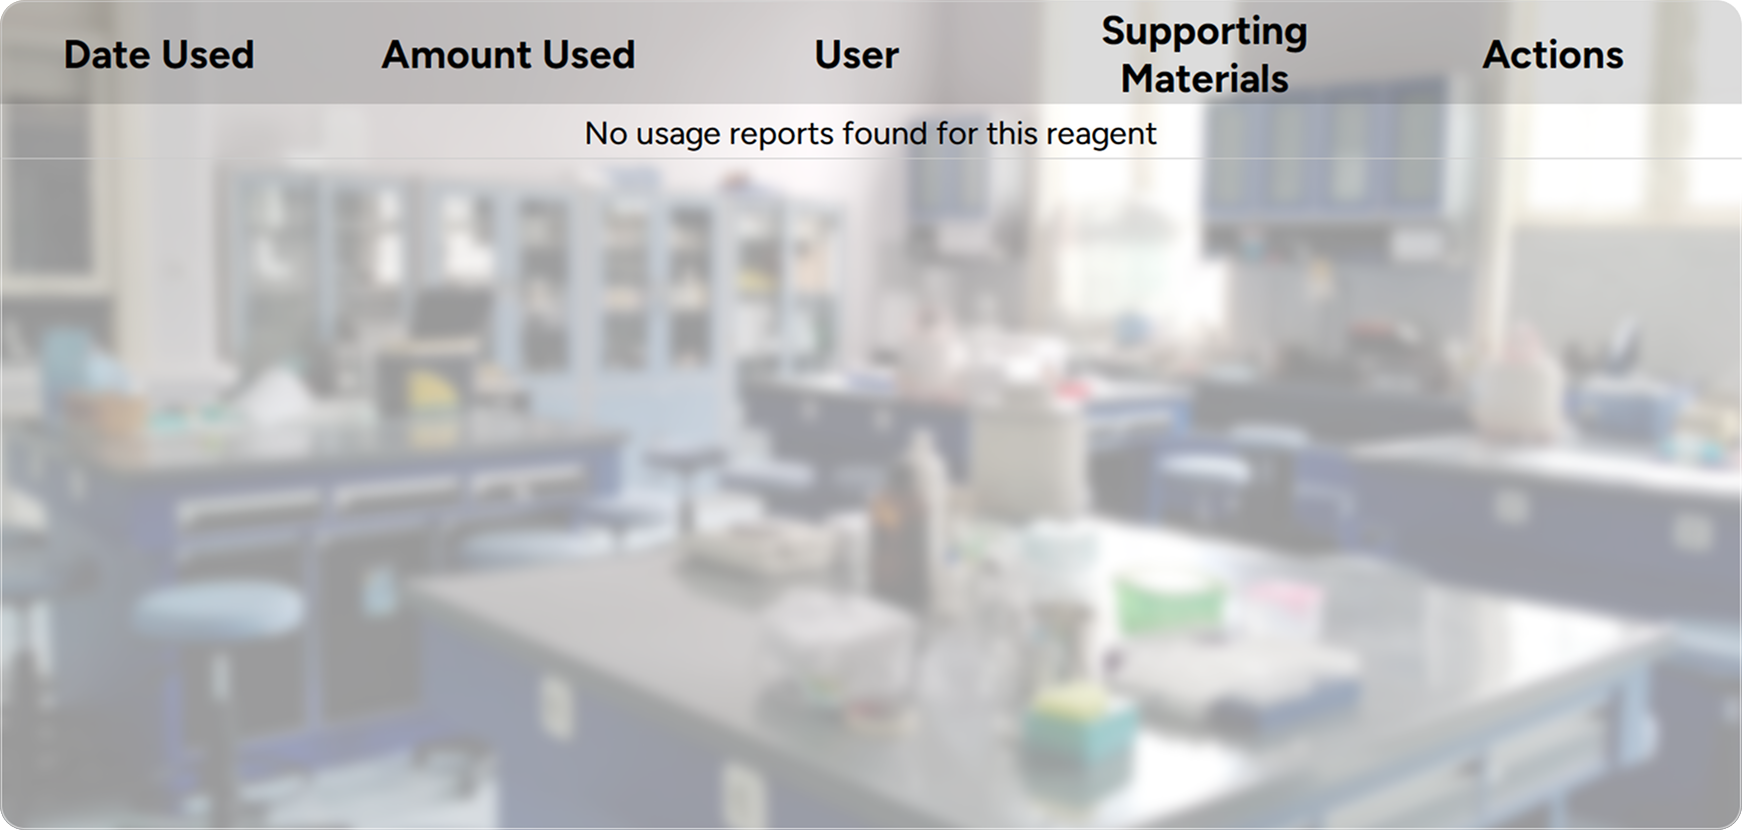 Date Used Amount Used User Supporting Materials Actions
No usage reports found for this reagent